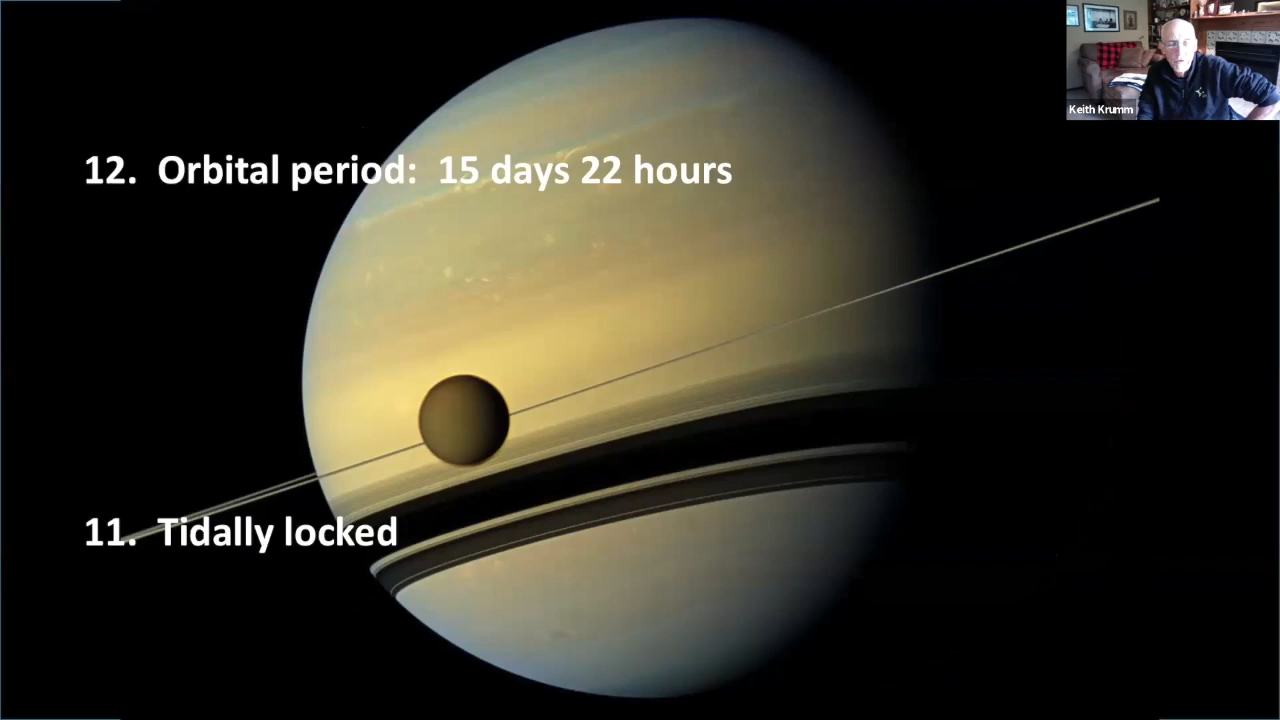 Keith Krumm
12. Orbital period: 15 days 22 hours
11. Tidally locked